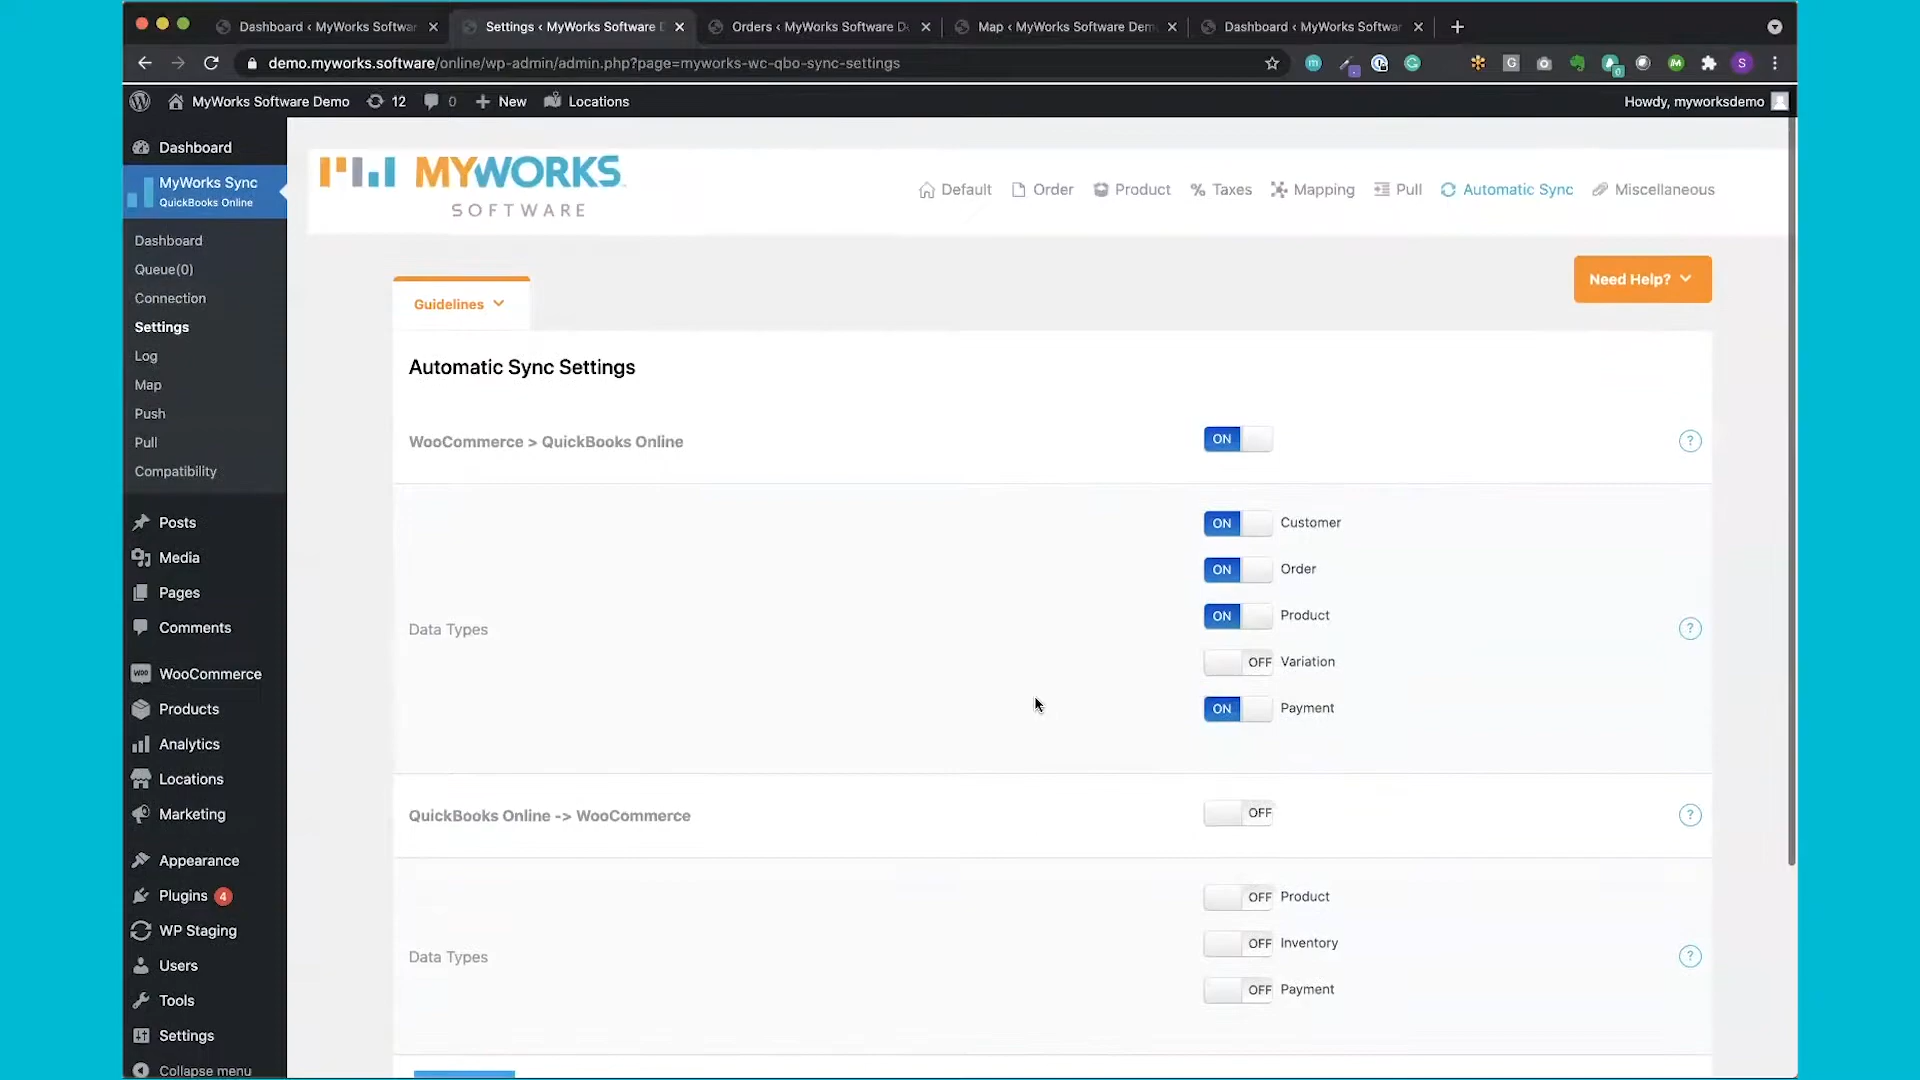 Dashboard ‹ MyWorks Softwar
Settings ‹ MyWorks Software D
Orders ‹ MyWorks Software D
Map ‹ MyWorks Software Dem
Dashboard ‹ MyWorks Softwar
demo.myworks.software/online/wp-admin/admin.php?page=myworks-wc-qbo-sync-settings
MyWorks Software Demo 12 0 New Locations
Howdy, myworksdemo
Dashboard
MyWorks Sync
QuickBooks Online
Dashboard
Queue(0)
Connection
Settings
Log
Map
Push
Pull
Compatibility
Posts
Media
Pages
Comments
WooCommerce
Products
Analytics
Locations
Marketing
Appearance
Plugins 4
WP Staging
Users
Tools
Settings
Collapse menu
MYWORKS
SOFTWARE
Default Order Product Taxes Mapping Pull Automatic Sync Miscellaneous
Need Help?
Guidelines
Automatic Sync Settings
WooCommerce > QuickBooks Online ON ?
Data Types ?
ON Customer
ON Order
ON Product
OFF Variation
ON Payment
QuickBooks Online -> WooCommerce OFF ?
Data Types ?
OFF Product
OFF Inventory
OFF Payment